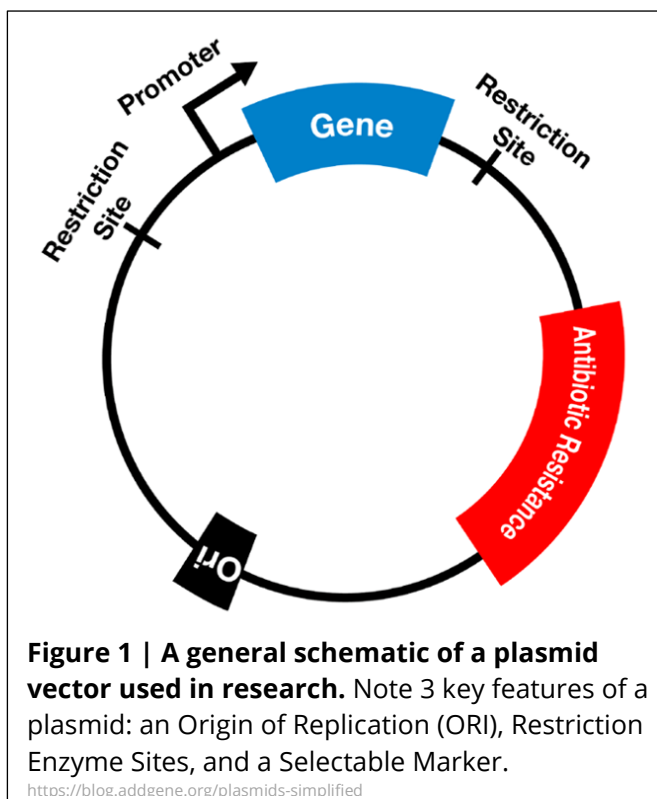 Promoter
Gene
Restriction
Site
Restriction
Site
Antibiotic Resistance
Ori
Figure 1 | A general schematic of a plasmid
vector used in research. Note 3 key features of a
plasmid: an Origin of Replication (ORI), Restriction
Enzyme Sites, and a Selectable Marker.
https://blog.addgene.org/plasmids-simplified